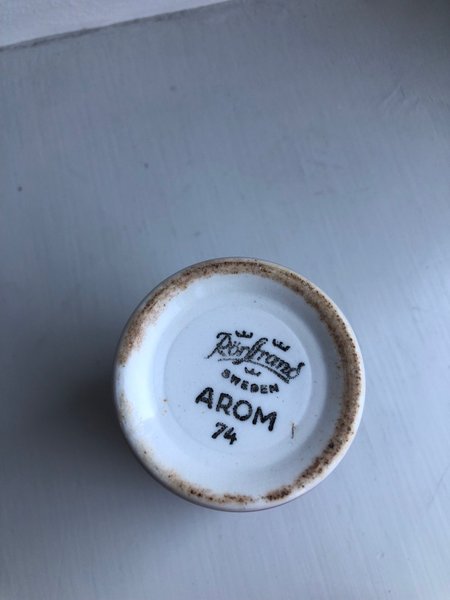 Rörstrand
SWEDEN
AROM
74